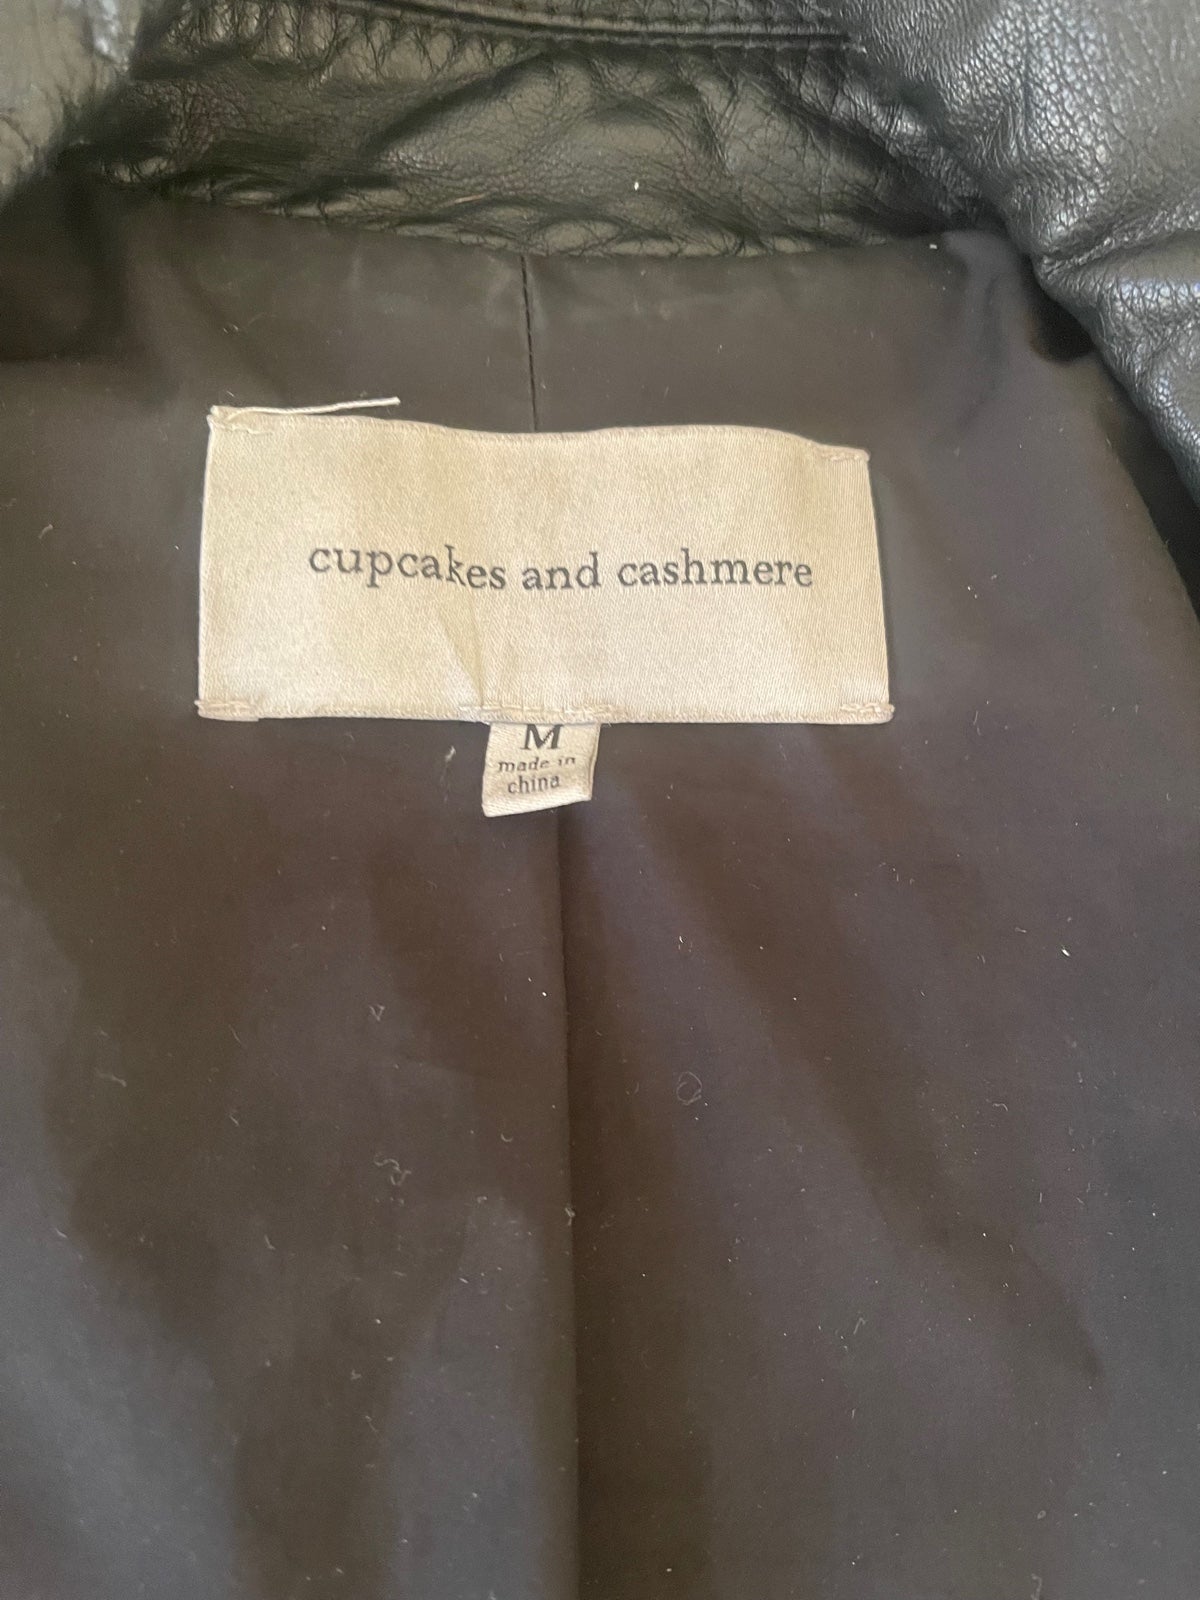 cupcakes and cashmere
M
made in
china